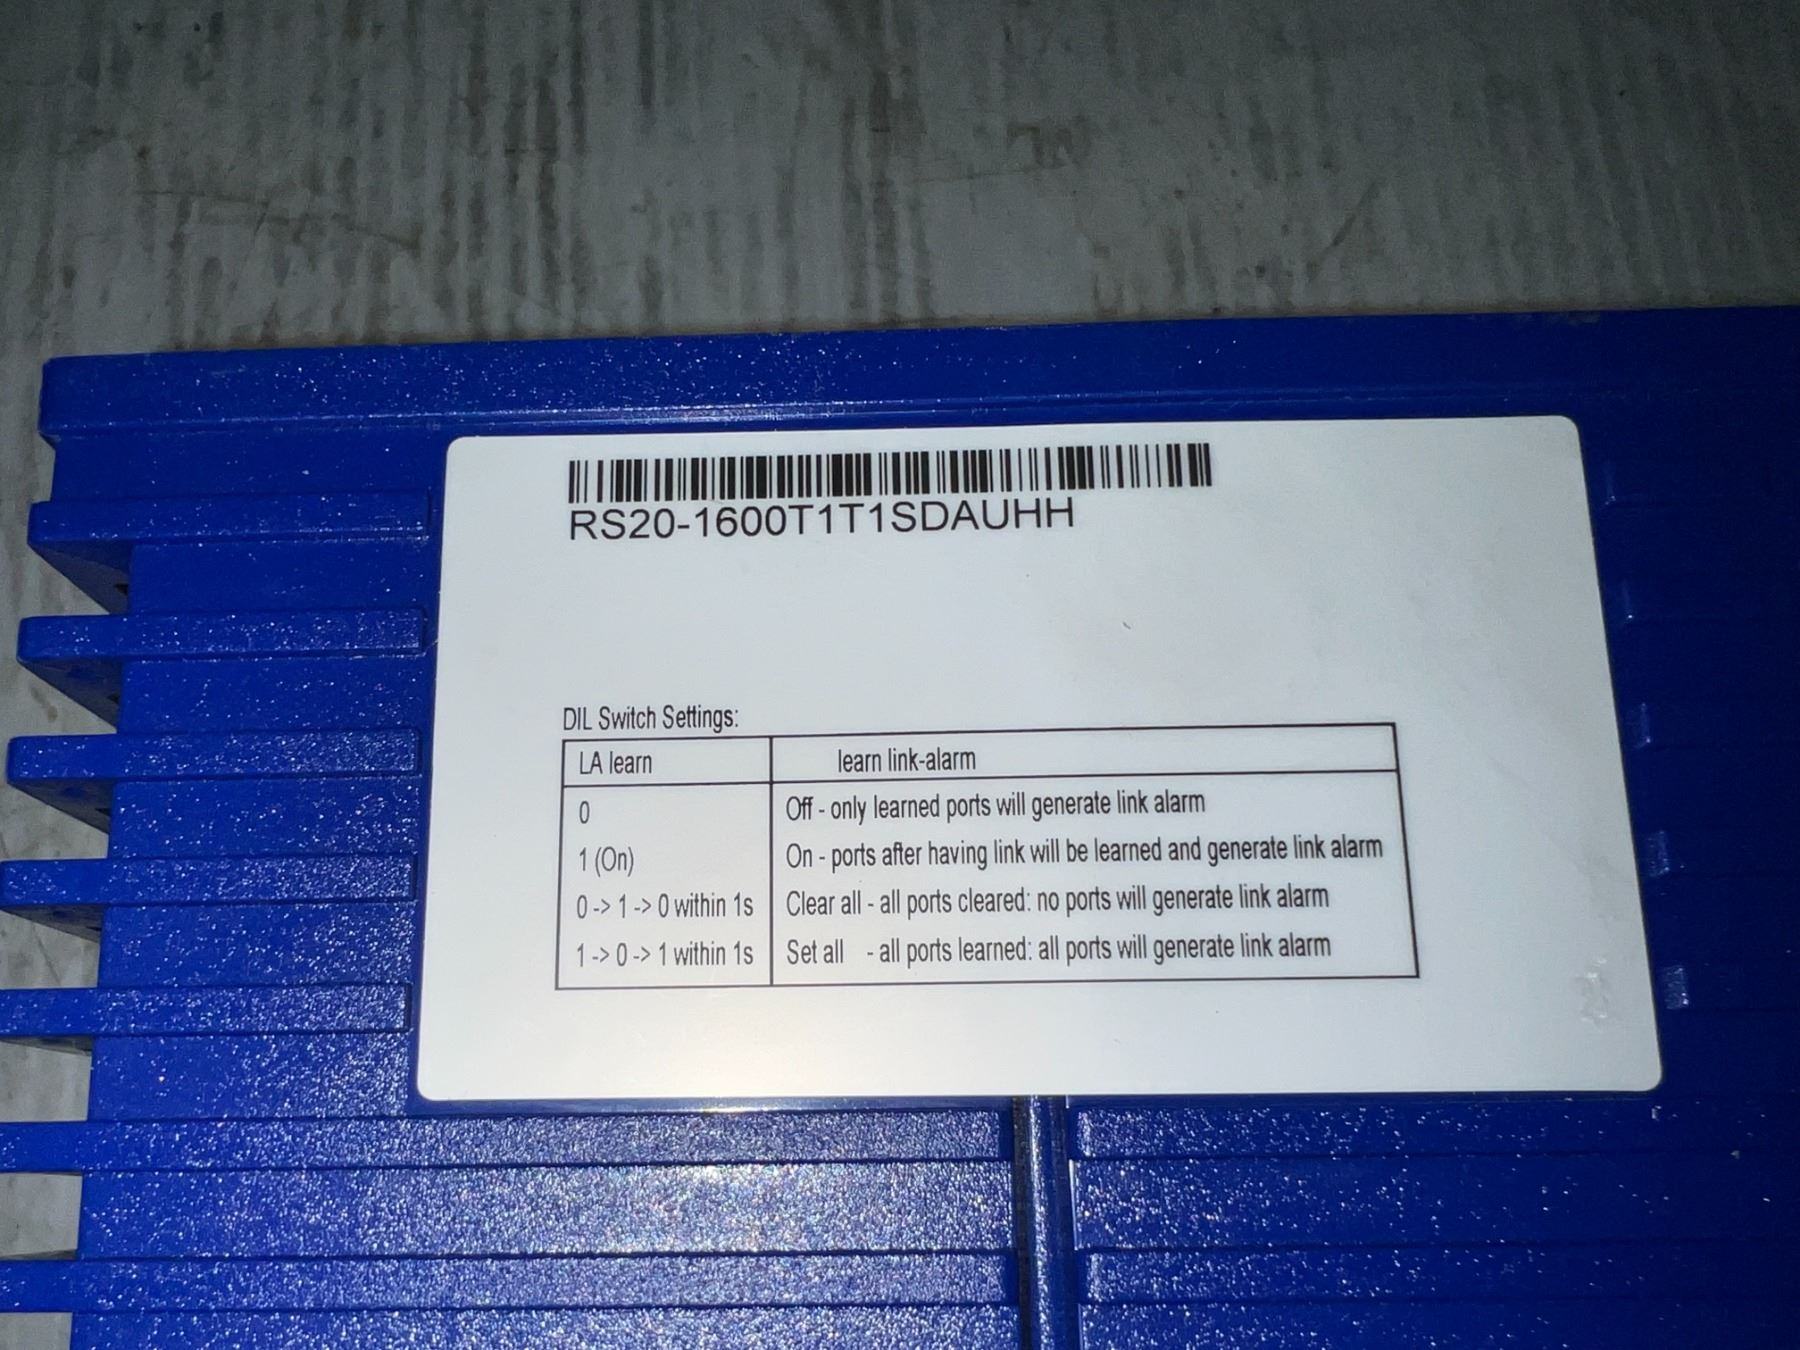 RS20-1600T1T1SDAUHH
DIL Switch Settings:
LA learn learn link-alarm
0 Off - only learned ports will generate link alarm
1 (On) On - ports after having link will be learned and generate link alarm
0 -> 1 -> 0 within 1s Clear all - all ports cleared: no ports will generate link alarm
1 -> 0 -> 1 within 1s Set all - all ports learned: all ports will generate link alarm